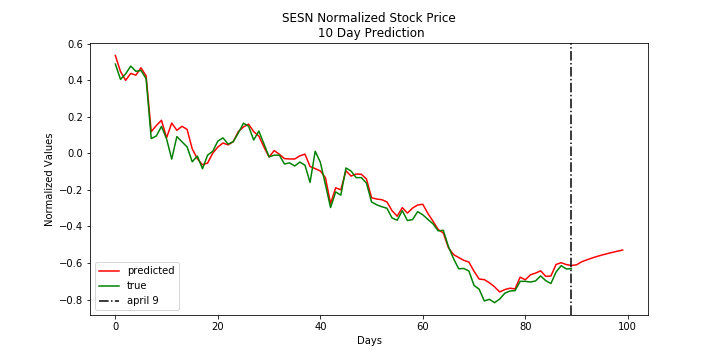 SESN Normalized Stock Price
10 Day Prediction
Normalized Values
0.6
0.4
0.2
0.0
−0.2
−0.4
−0.6
−0.8
predicted
true
april 9
0
20
40
60
80
100
Days